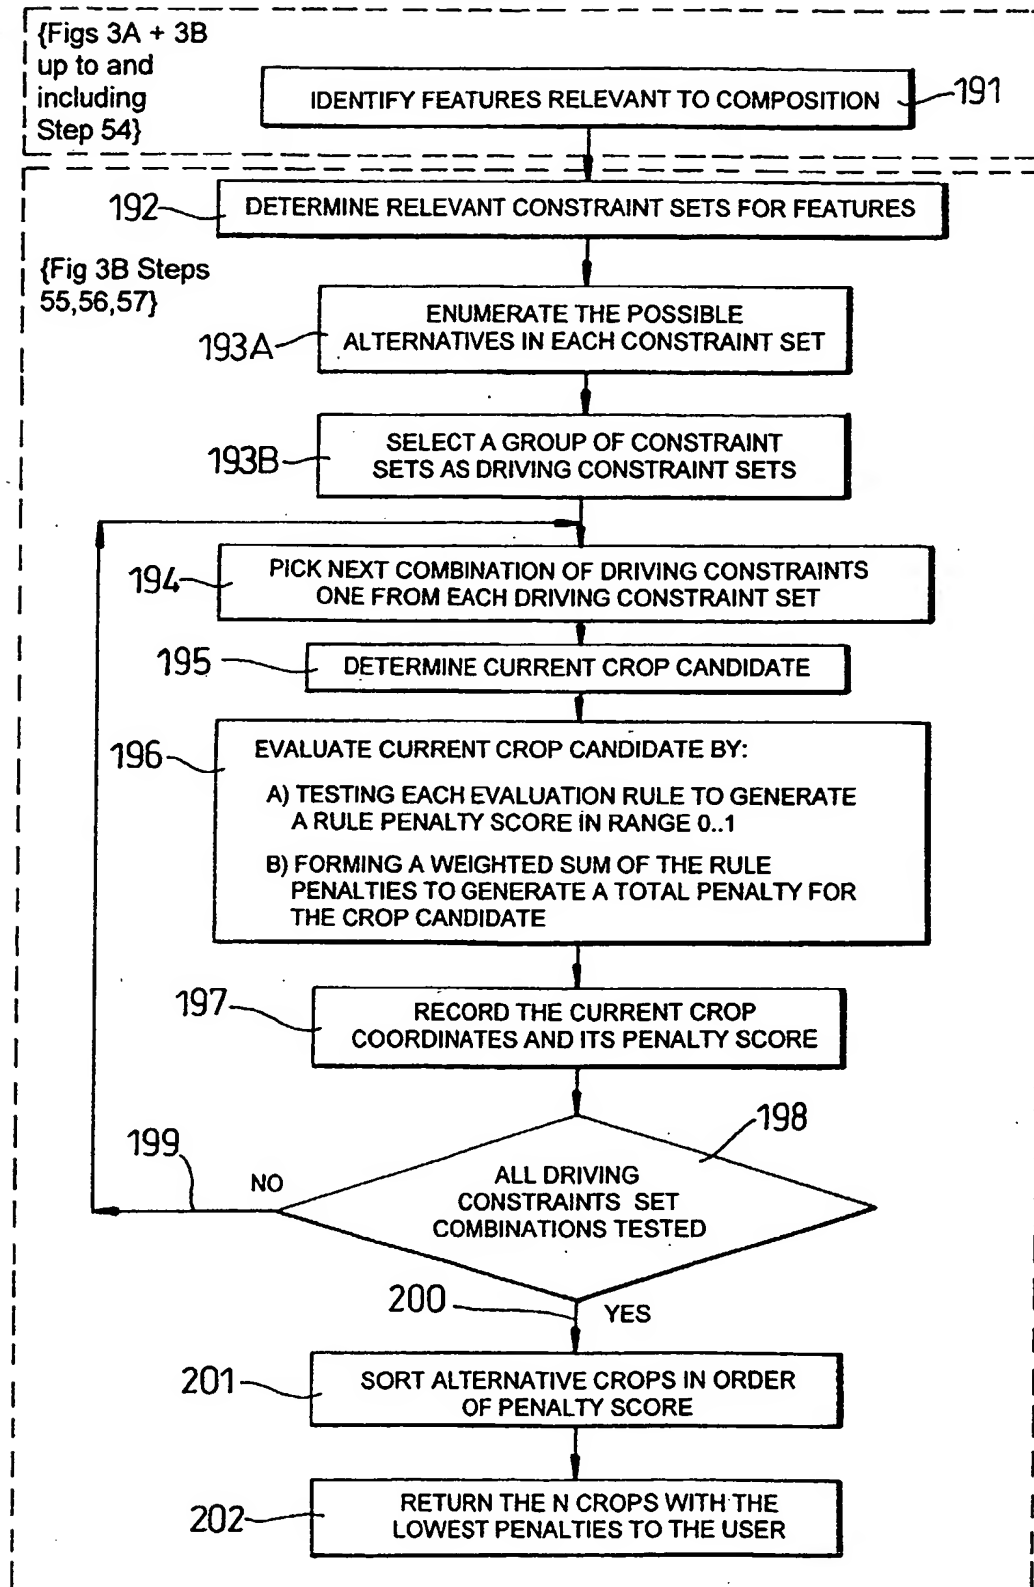 {Figs 3A + 3B
up to and
including
Step 54}
IDENTIFY FEATURES RELEVANT TO COMPOSITION
191
192
DETERMINE RELEVANT CONSTRAINT SETS FOR FEATURES
{Fig 3B Steps
55,56,57}
193A
ENUMERATE THE POSSIBLE
ALTERNATIVES IN EACH CONSTRAINT SET
193B
SELECT A GROUP OF CONSTRAINT
SETS AS DRIVING CONSTRAINT SETS
194
PICK NEXT COMBINATION OF DRIVING CONSTRAINTS
ONE FROM EACH DRIVING CONSTRAINT SET
195
DETERMINE CURRENT CROP CANDIDATE
196
EVALUATE CURRENT CROP CANDIDATE BY:
A) TESTING EACH EVALUATION RULE TO GENERATE
A RULE PENALTY SCORE IN RANGE 0..1
B) FORMING A WEIGHTED SUM OF THE RULE
PENALTIES TO GENERATE A TOTAL PENALTY FOR
THE CROP CANDIDATE
197
RECORD THE CURRENT CROP
COORDINATES AND ITS PENALTY SCORE
198
199
NO
ALL DRIVING
CONSTRAINTS SET
COMBINATIONS TESTED
200
YES
201
SORT ALTERNATIVE CROPS IN ORDER
OF PENALTY SCORE
202
RETURN THE N CROPS WITH THE
LOWEST PENALTIES TO THE USER